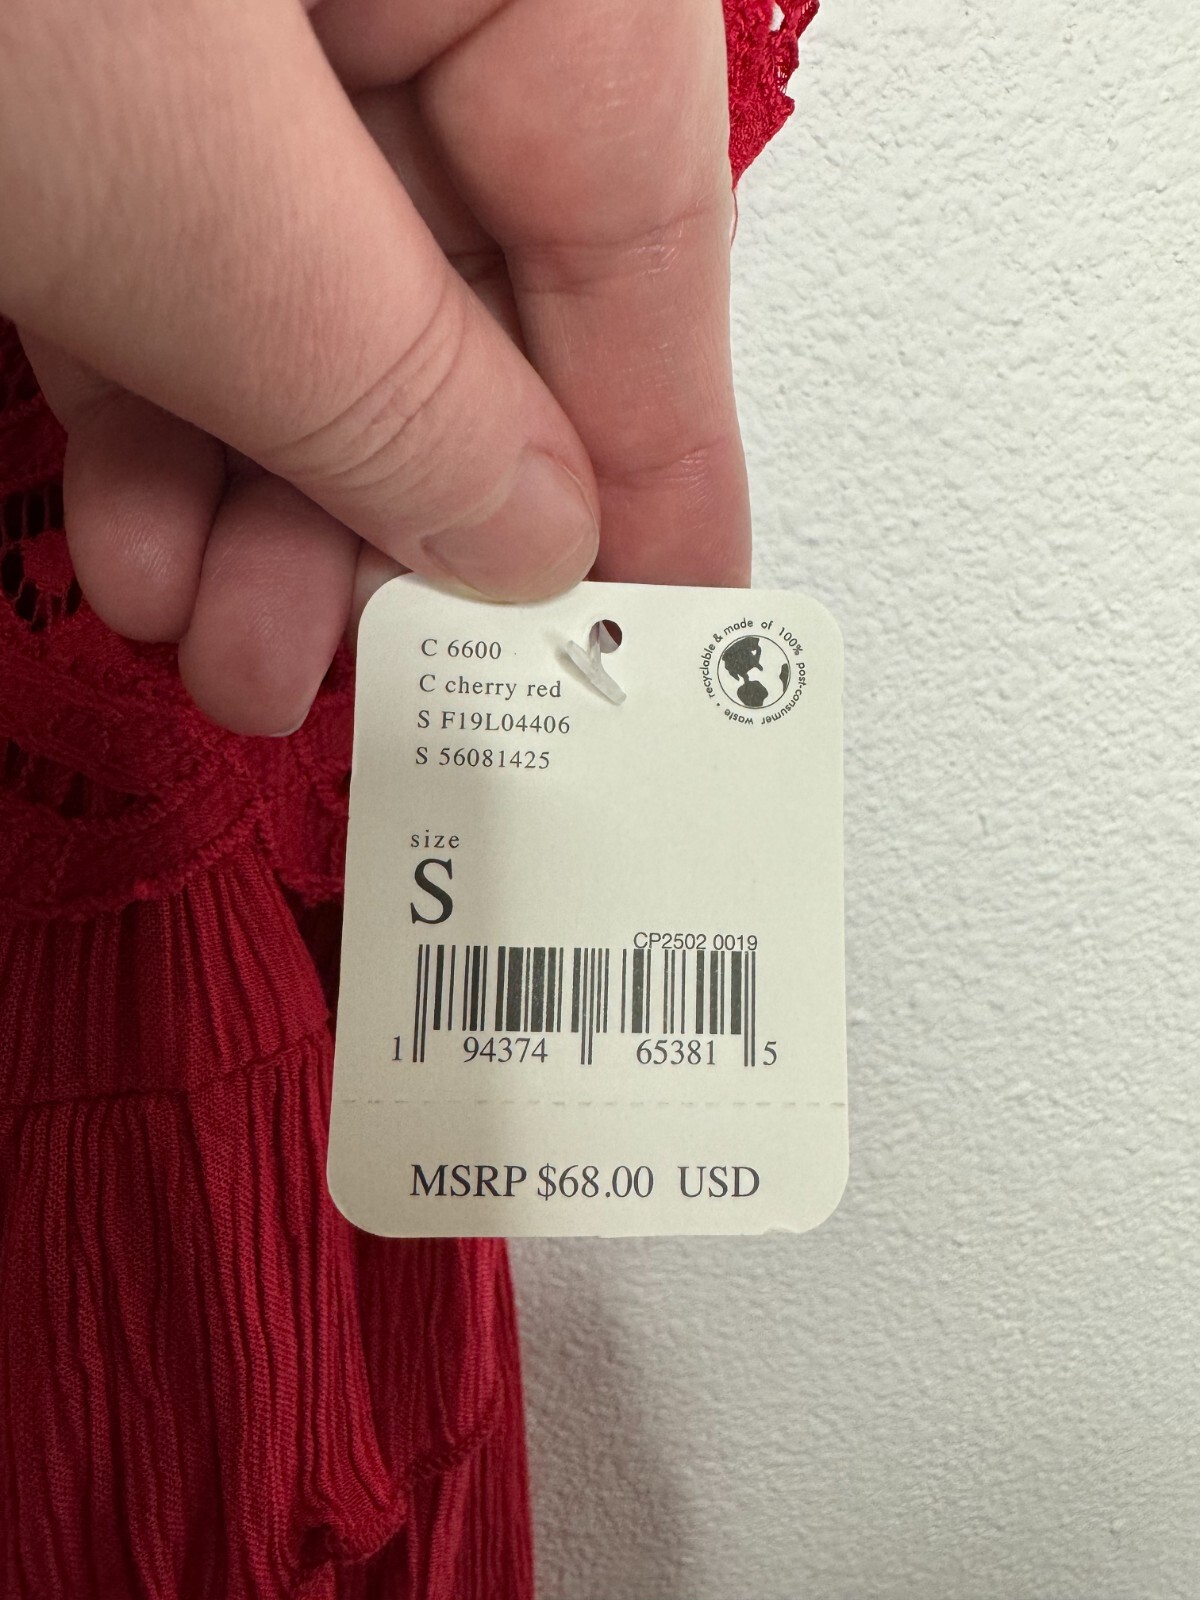 C 6600
C cherry red
S F19L04406
S 56081425
recyclable & made of 100% post-consumer waste •
size
S
CP2502 0019
1 94374 65381 5
MSRP $68.00 USD